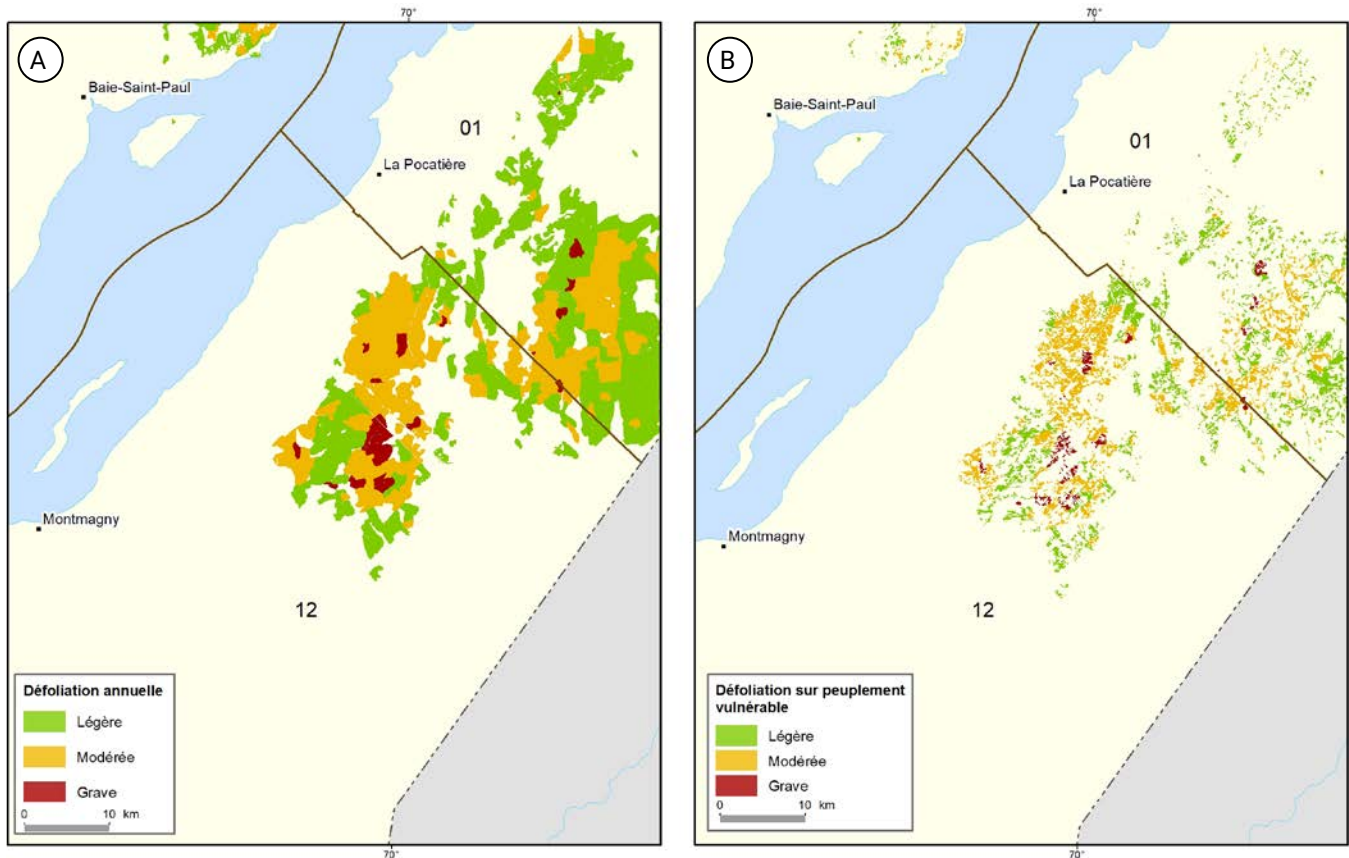 70°
A
Baie-Saint-Paul
01
La Pocatière
Montmagny
12
Défoliation annuelle
Légère
Modérée
Grave
0 10 km
70°
70°
B
Baie-Saint-Paul
01
La Pocatière
Montmagny
12
Défoliation sur peuplement
vulnérable
Légère
Modérée
Grave
0 10 km
70°